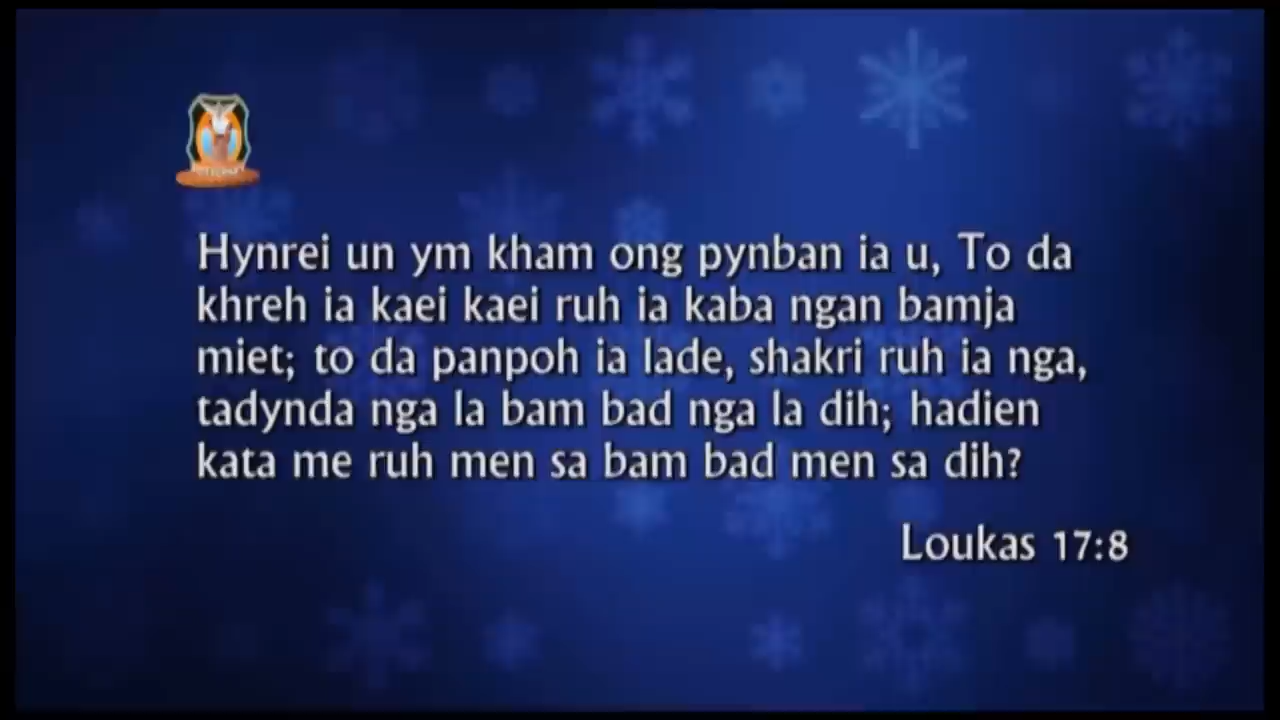 Hynrei un ym kham ong pynban ia u, To da
khreh ia kaei kaei ruh ia kaba ngan bamja
miet; to da panpoh ia lade, shakri ruh ia nga,
tadynda nga la bam bad nga la dih; hadien
kata me ruh men sa bam bad men sa dih?
Loukas 17:8